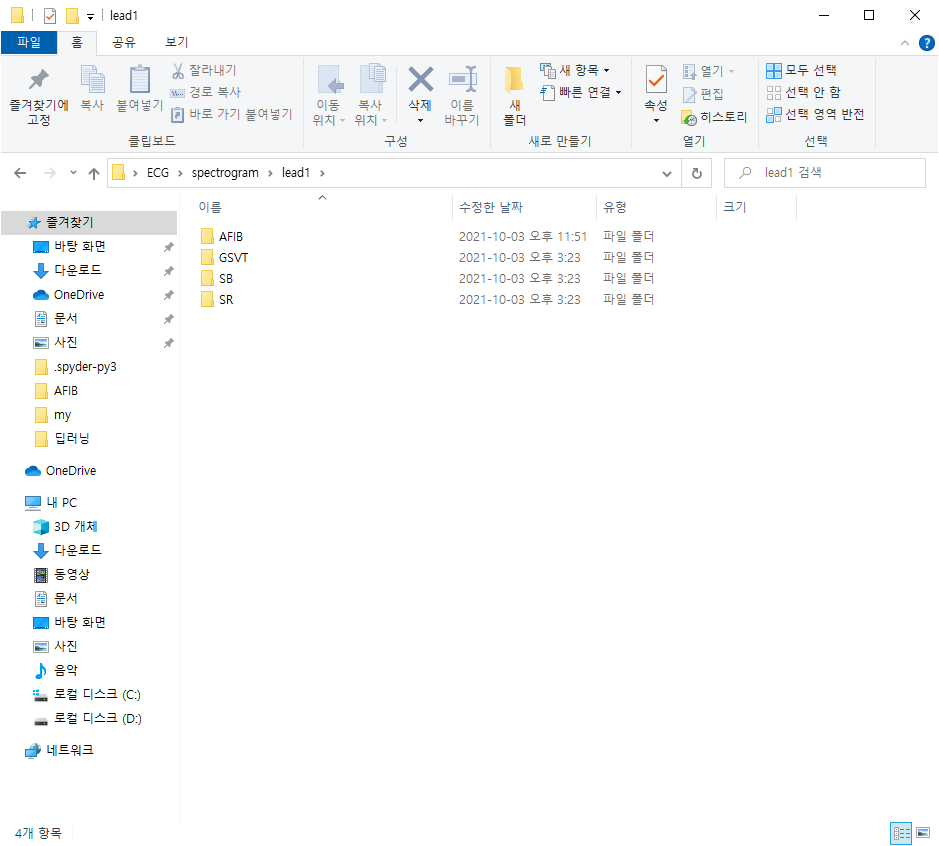 lead1
파일 홈 공유 보기
즐겨찾기에 고정
복사
붙여넣기
잘라내기
경로 복사
바로 가기 붙여넣기
클립보드
이동 위치
복사 위치
삭제
이름 바꾸기
구성
새 폴더
새 항목
빠른 연결
새로 만들기
속성
열기
편집
히스토리
열기
모두 선택
선택 안 함
선택 영역 반전
선택
ECG > spectrogram > lead1 >
lead1 검색
이름 수정한 날짜 유형 크기
AFIB 2021-10-03 오후 11:51 파일 폴더
GSVT 2021-10-03 오후 3:23 파일 폴더
SB 2021-10-03 오후 3:23 파일 폴더
SR 2021-10-03 오후 3:23 파일 폴더
즐겨찾기
바탕 화면
다운로드
OneDrive
문서
사진
.spyder-py3
AFIB
my
딥러닝
OneDrive
내 PC
3D 개체
다운로드
동영상
문서
바탕 화면
사진
음악
로컬 디스크 (C:)
로컬 디스크 (D:)
네트워크
4개 항목